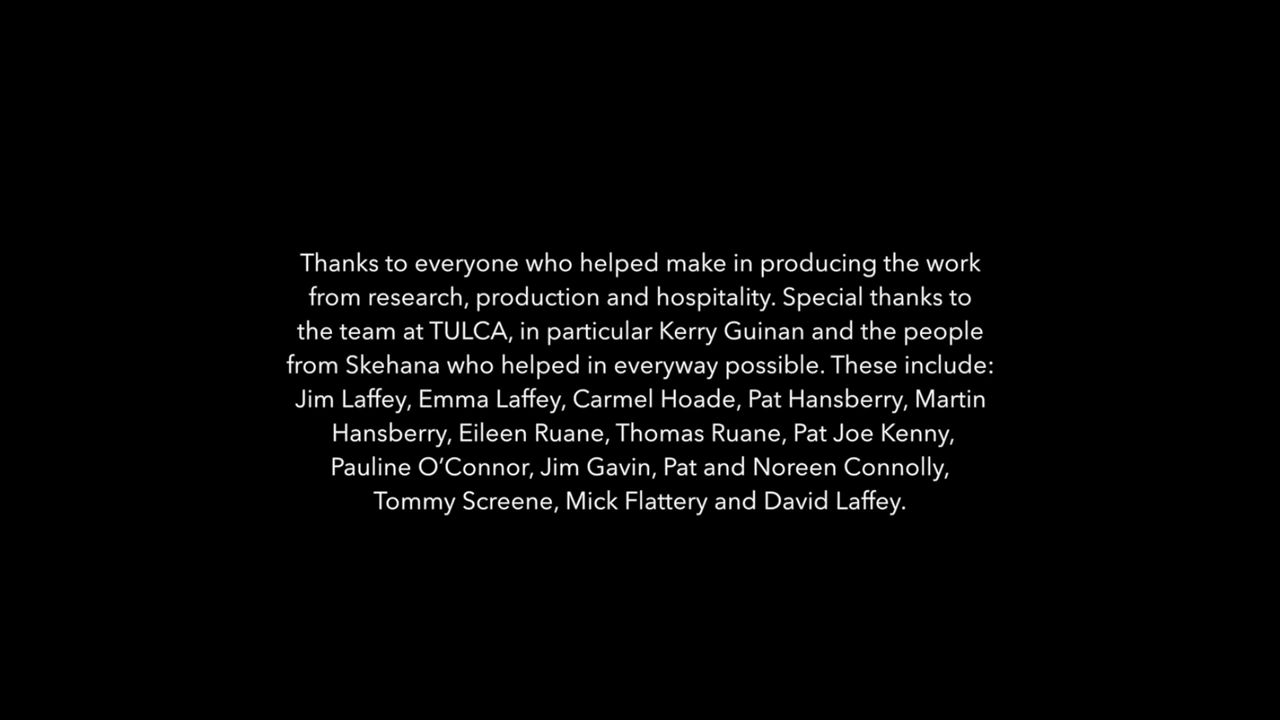 Thanks to everyone who helped make in producing the work
from research, production and hospitality. Special thanks to
the team at TULCA, in particular Kerry Guinan and the people
from Skehana who helped in everyway possible. These include:
Jim Laffey, Emma Laffey, Carmel Hoade, Pat Hansberry, Martin
Hansberry, Eileen Ruane, Thomas Ruane, Pat Joe Kenny,
Pauline O‘Connor, Jim Gavin, Pat and Noreen Connolly,
Tommy Screene, Mick Flattery and David Laffey.